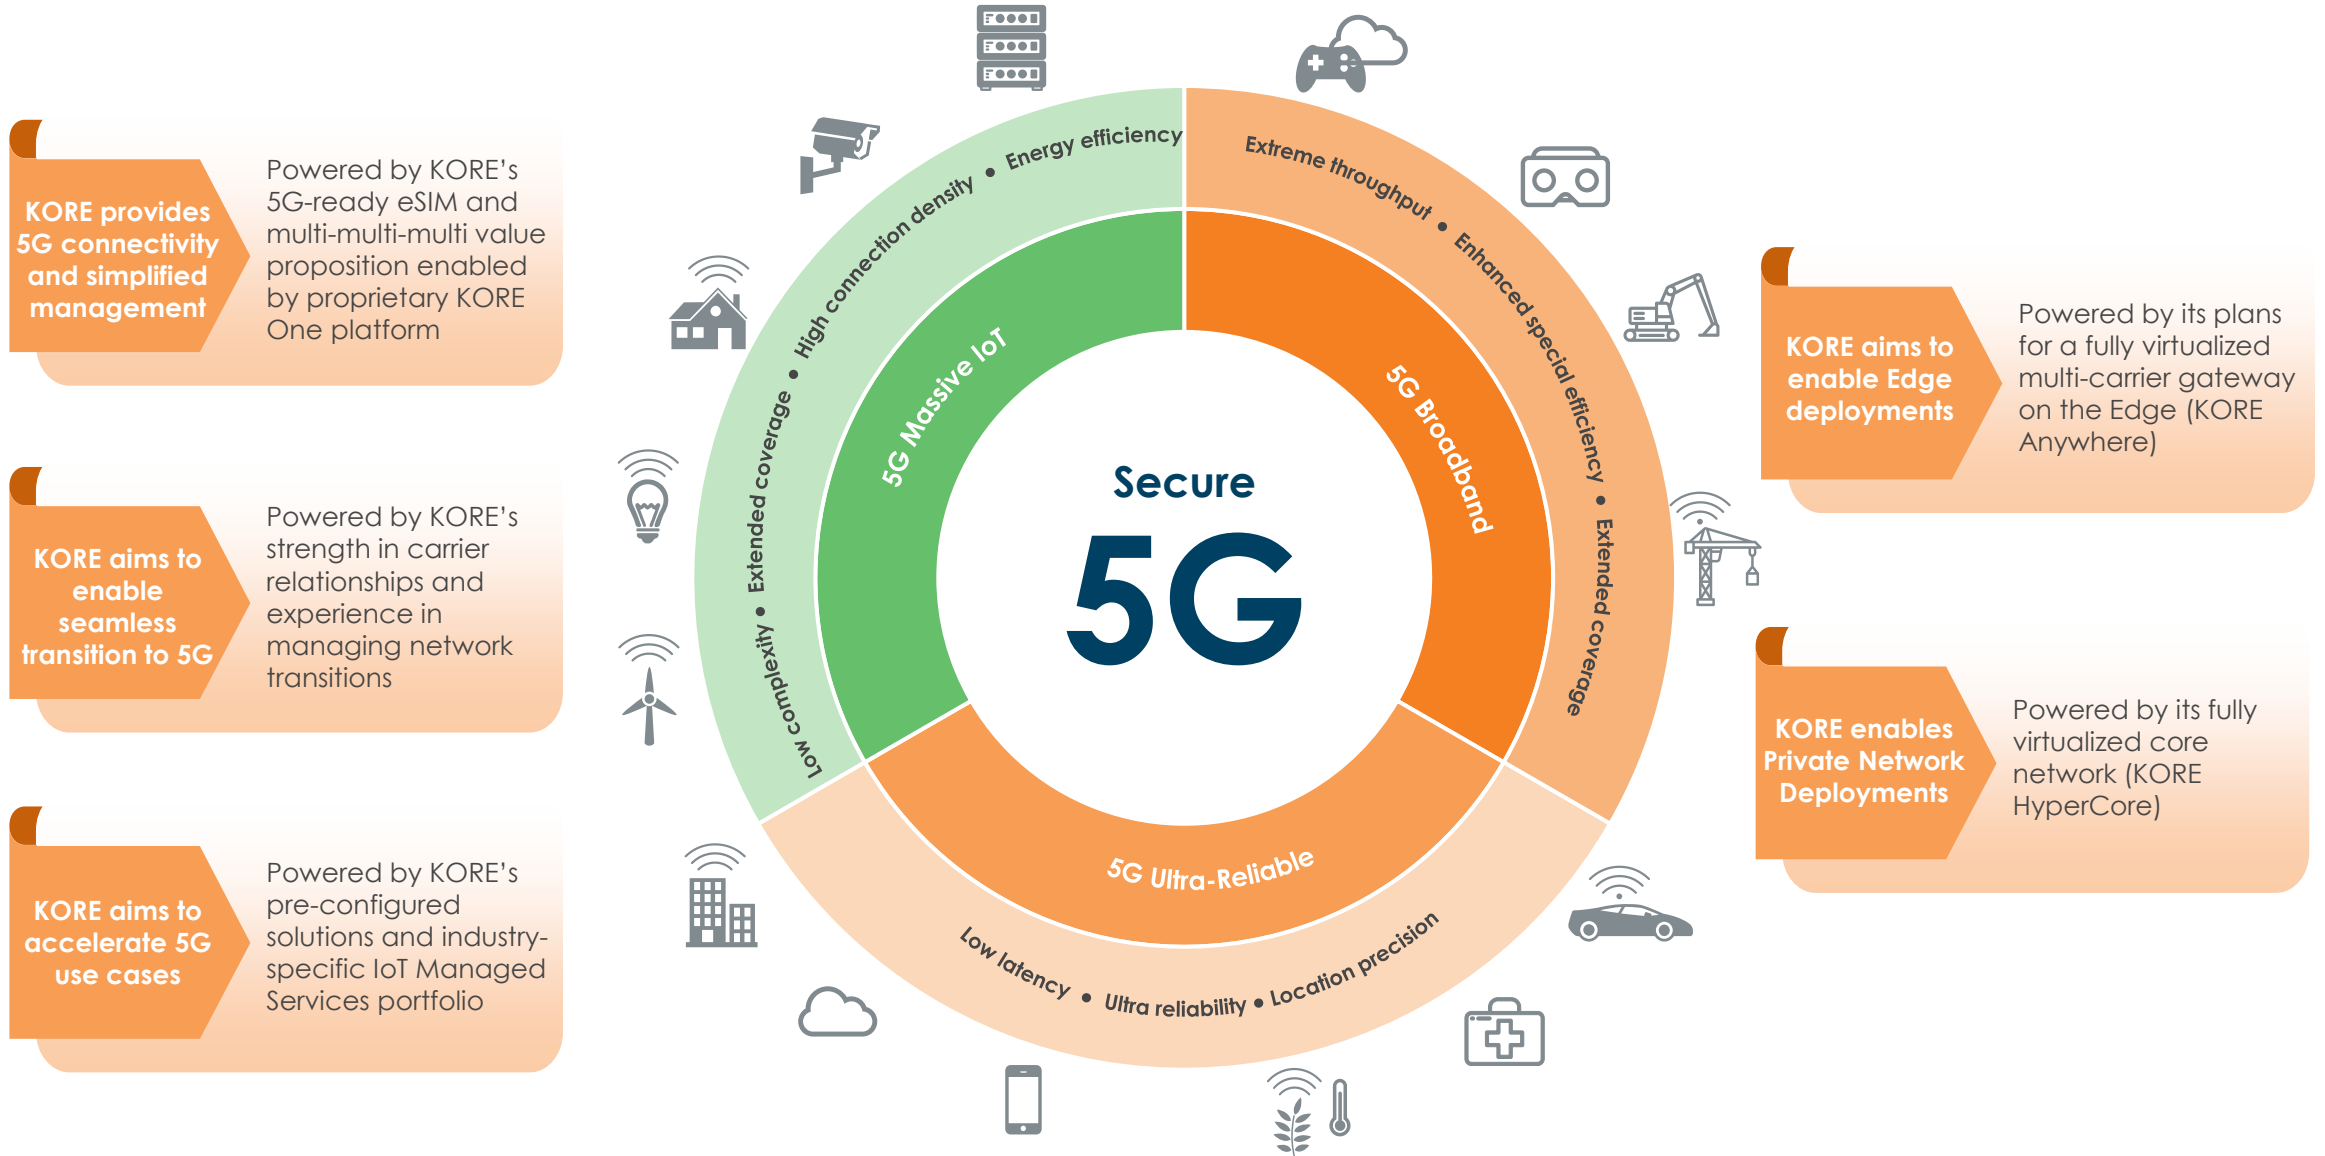 KORE provides
5G connectivity
and simplified
management
Powered by KORE’s
5G-ready eSIM and
multi-multi-multi value
proposition enabled
by proprietary KORE
One platform
KORE aims to
enable
seamless
transition to 5G
Powered by KORE’s
strength in carrier
relationships and
experience in
managing network
transitions
KORE aims to
accelerate 5G
use cases
Powered by KORE’s
pre-configured
solutions and industry-
specific IoT Managed
Services portfolio
Low complexity • Extended coverage • High connection density • Energy efficiency
5G Massive IoT
Extreme throughput • Enhanced special efficiency • Extended coverage
5G Broadband
Secure
5G
5G Ultra-Reliable
Low latency • Ultra reliability • Location precision
KORE aims to
enable Edge
deployments
Powered by its plans
for a fully virtualized
multi-carrier gateway
on the Edge (KORE
Anywhere)
KORE enables
Private Network
Deployments
Powered by its fully
virtualized core
network (KORE
HyperCore)